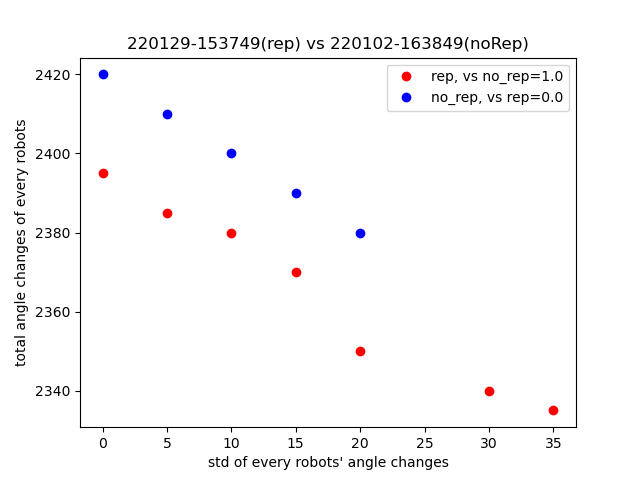 220129-153749(rep) vs 220102-163849(noRep)
rep, vs no_rep=1.0
no_rep, vs rep=0.0
total angle changes of every robots
2420
2400
2380
2360
2340
0 5 10 15 20 25 30 35
std of every robots' angle changes